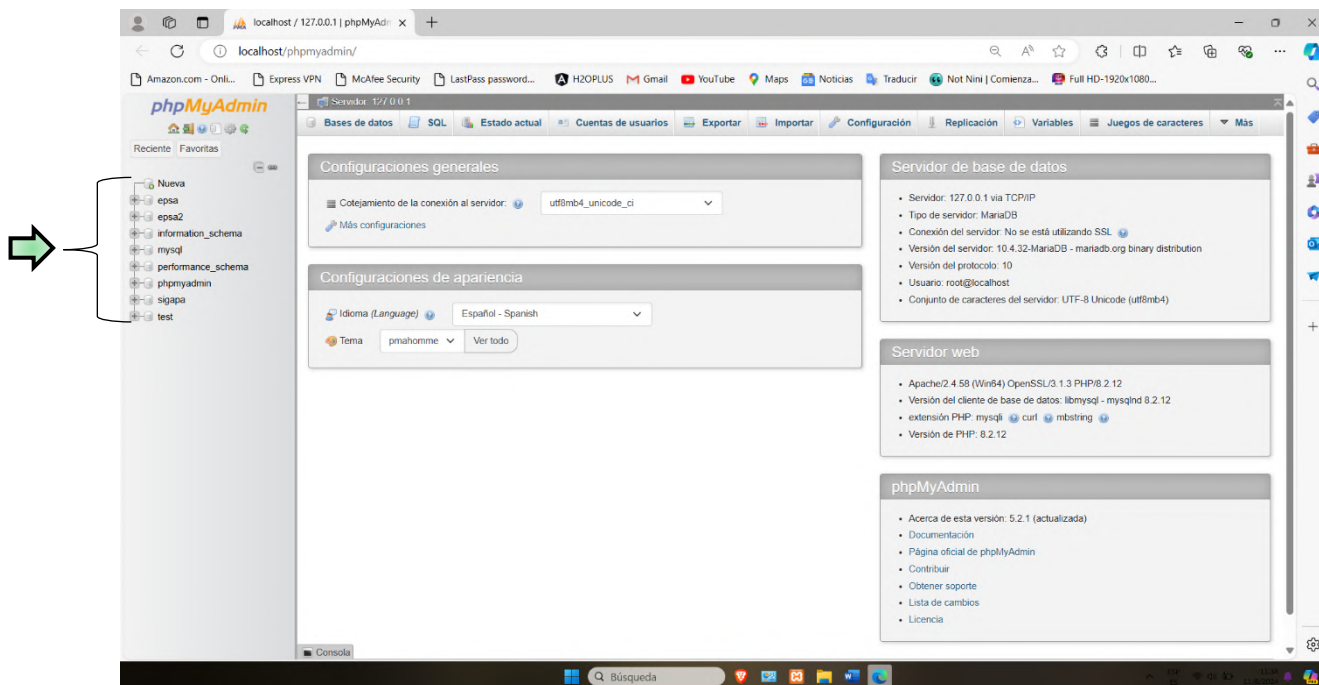 localhost / 127.0.0.1 | phpMyAd
localhost/phpmyadmin/
Amazon.com - Onli... Express VPN McAfee Security LastPass password... H2OPLUS Gmail YouTube Maps Noticias Traducir Not Nini | Comienza... Full HD-1920x1080...
phpMyAdmin
Reciente Favoritas
Nueva
epsa
epsa2
information_schema
mysql
performance_schema
phpmyadmin
sigapa
test
Servidor: 127.0.0.1
Bases de datos SQL Estado actual Cuentas de usuarios Exportar Importar Configuración Replicación Variables Juegos de caracteres Más
Configuraciones generales
Cotejamiento de la conexión al servidor: utf8mb4_unicode_ci
Más configuraciones
Configuraciones de apariencia
Idioma (Language) Español - Spanish
Tema pmahomme Ver todo
Servidor de base de datos
Servidor: 127.0.0.1 via TCP/IP
Tipo de servidor: MariaDB
Conexión del servidor: No se está utilizando SSL
Versión del servidor: 10.4.32-MariaDB - mariadb.org binary distribution
Versión del protocolo: 10
Usuario: root@localhost
Conjunto de caracteres del servidor: UTF-8 Unicode (utf8mb4)
Servidor web
Apache/2.4.58 (Win64) OpenSSL/3.1.3 PHP/8.2.12
Versión del cliente de base de datos: libmysql - mysqlnd 8.2.12
extensión PHP: mysqli curl mbstring
Versión de PHP: 8.2.12
phpMyAdmin
Acerca de esta versión: 5.2.1 (actualizada)
Documentación
Página oficial de phpMyAdmin
Contribuir
Obtener soporte
Lista de cambios
Licencia
Consola
Búsqueda